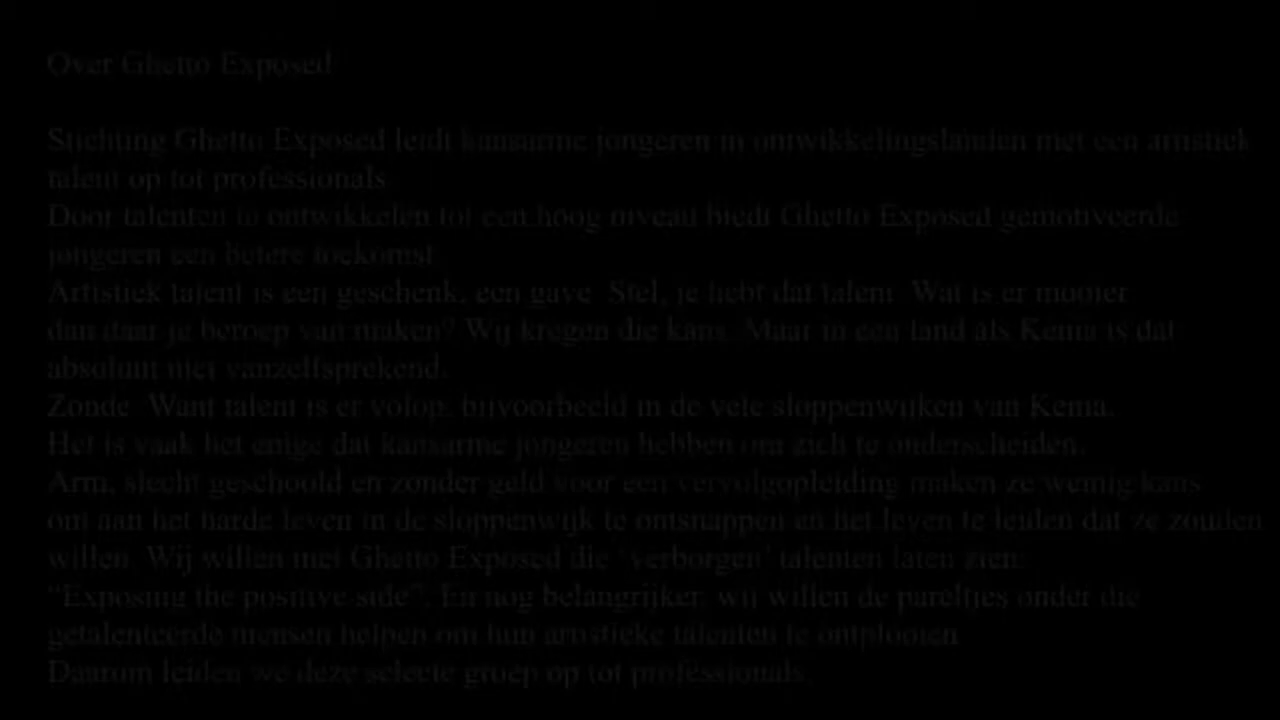 Over Ghetto Exposed
Stichting Ghetto Exposed leidt kansarme jongeren in ontwikkelingslanden met een artistiek
talent op tot professionals.
Door talenten te ontwikkelen tot een hoog niveau biedt Ghetto Exposed gemotiveerde
jongeren een betere toekomst.
Artistiek talent is een geschenk, een gave. Stel, je hebt dat talent. Wat is er mooier
dan daar je beroep van maken? Wij kregen die kans. Maar in een land als Kenia is dat
absoluut niet vanzelfsprekend.
Zonde. Want talent is er volop, bijvoorbeeld in de vele sloppenwijken van Kenia.
Het is vaak het enige dat kansarme jongeren hebben om zich te onderscheiden.
Arm, slecht geschoold en zonder geld voor een vervolgopleiding maken ze weinig kans
om aan het harde leven in de sloppenwijk te ontsnappen en het leven te leiden dat ze zouden
willen. Wij willen met Ghetto Exposed die ‘verborgen’ talenten laten zien:
“Exposing the positive side”. En nog belangrijker: wij willen de pareltjes onder die
getalenteerde mensen helpen om hun artistieke talenten te ontplooien.
Daarom leiden we deze selecte groep op tot professionals.